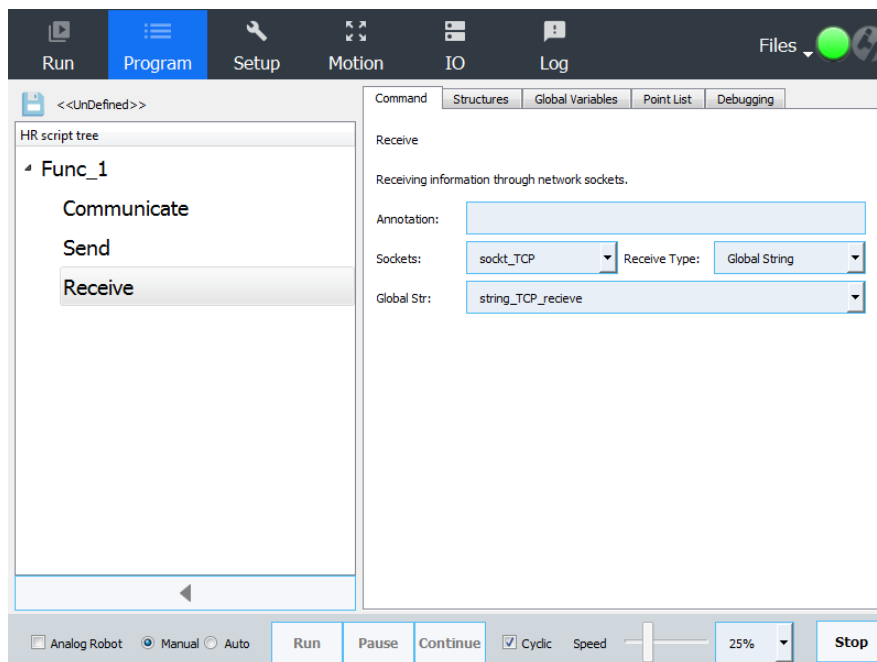 Run Program Setup Motion IO Log Files
<<UnDefined>>
HR script tree
Func_1
Communicate
Send
Receive
Command Structures Global Variables Point List Debugging
Receive
Receiving information through network sockets.
Annotation:
Sockets: sockt_TCP Receive Type: Global String
Global Str: string_TCP_recieve
Analog Robot Manual Auto Run Pause Continue Cyclic Speed 25% Stop